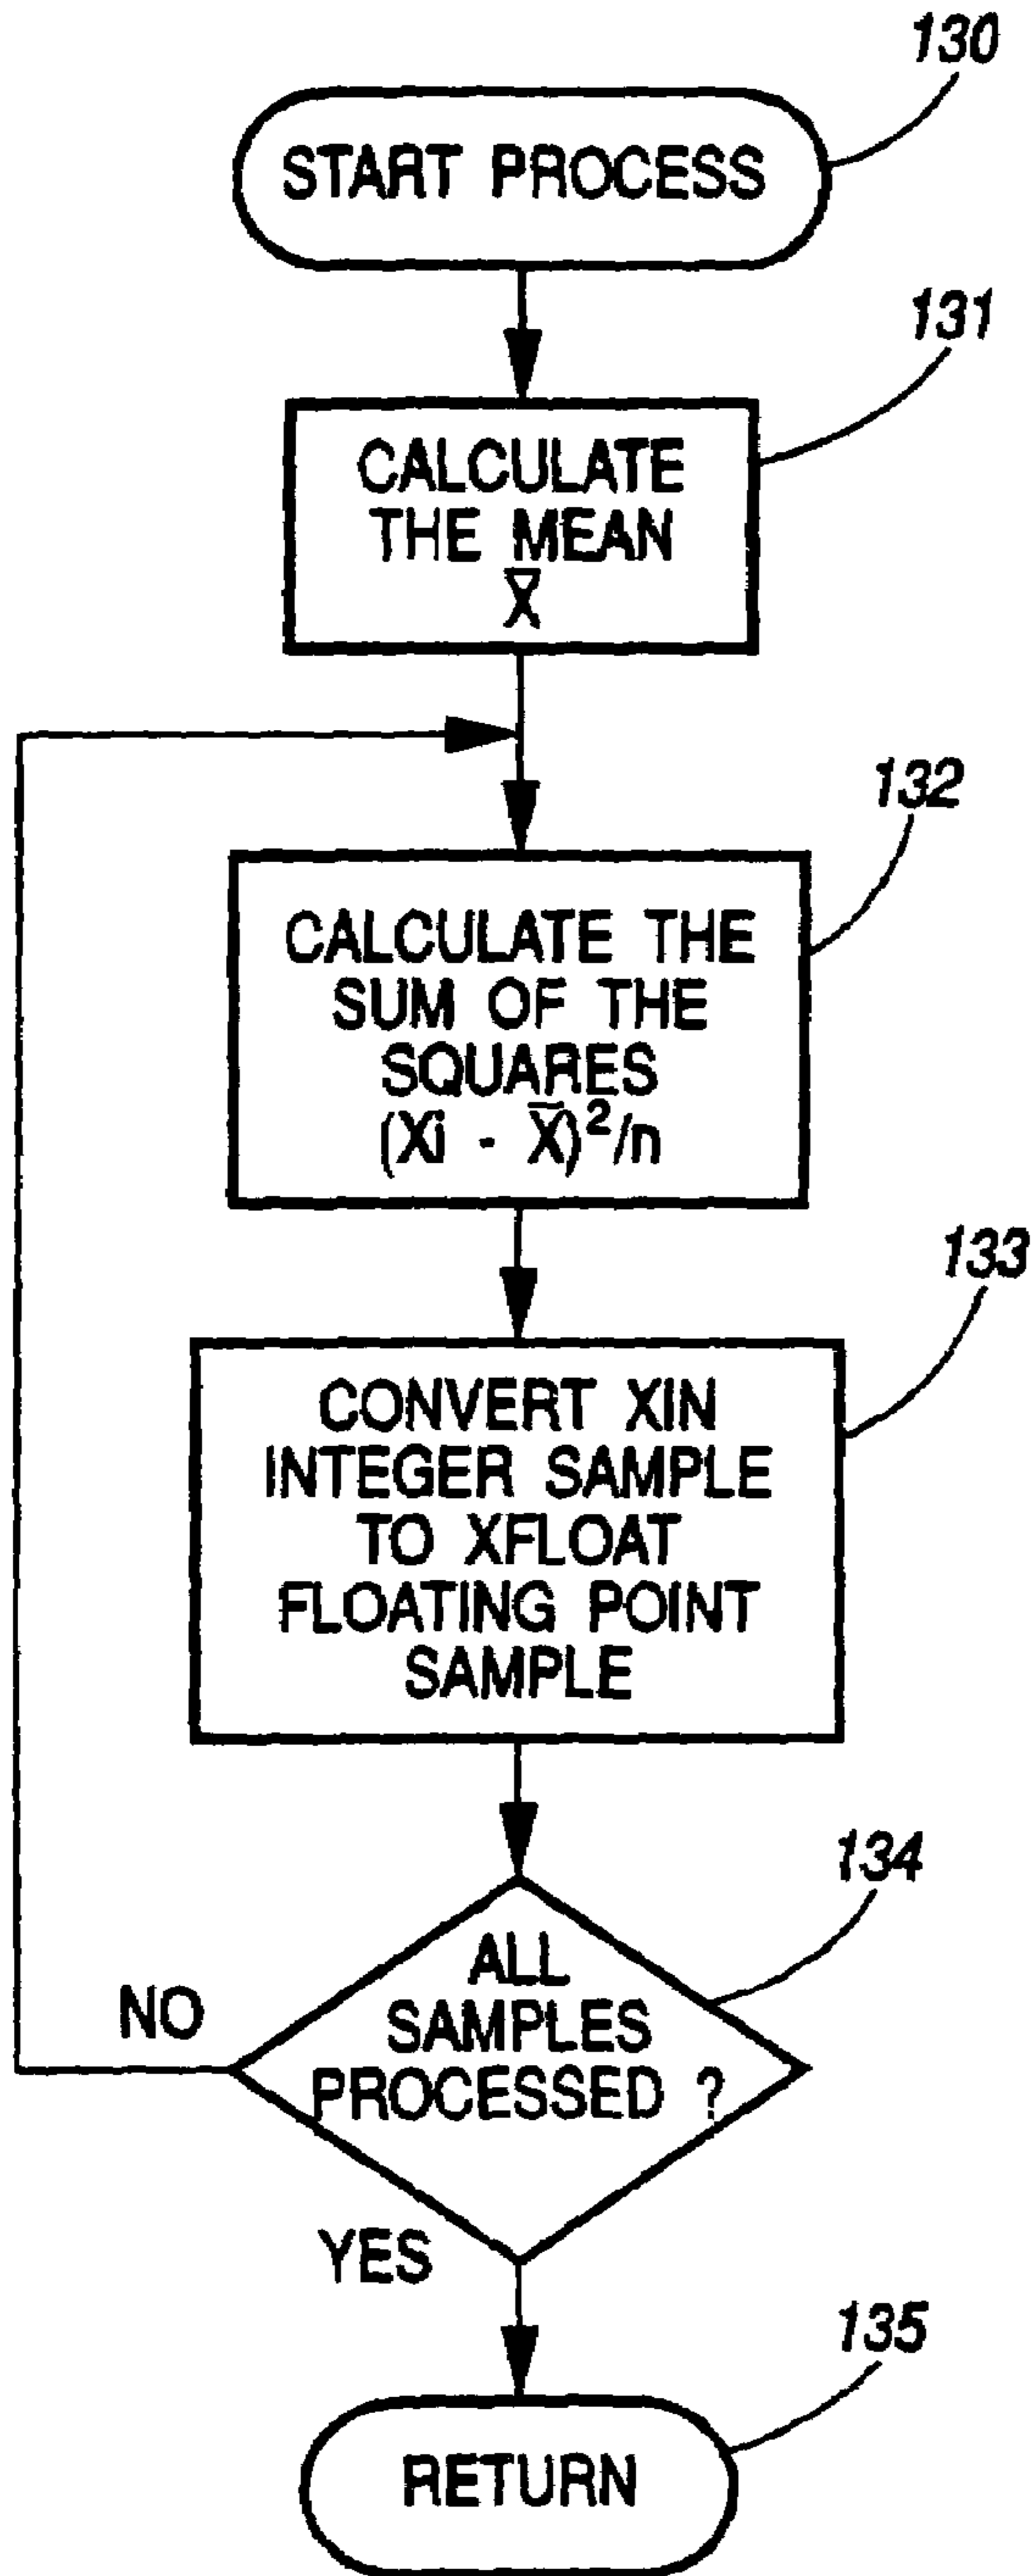 130
START PROCESS
131
CALCULATE
THE MEAN
X̅
132
CALCULATE THE
SUM OF THE
SQUARES
(Xi - X̅)²/n
133
CONVERT XIN
INTEGER SAMPLE
TO XFLOAT
FLOATING POINT
SAMPLE
134
ALL
SAMPLES
PROCESSED ?
NO
YES
135
RETURN